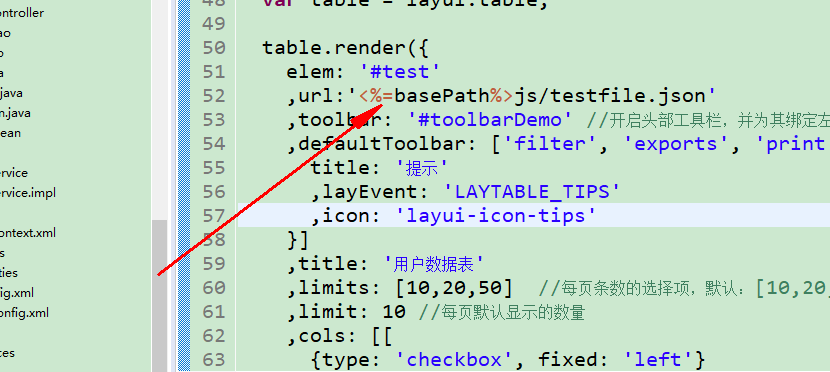 ontroller
ao
o
a
.java
n.java
ean
ervice
ervice.impl
ontext.xml
s
ties
ig.xml
onfig.xml
ces
48 var table = layui.table;
49
50 table.render({
51 elem: '#test'
52 ,url:'<%=basePath%>js/testfile.json'
53 ,toolbar: '#toolbarDemo' //开启头部工具栏，并为其绑定左
54 ,defaultToolbar: ['filter', 'exports', 'print
55 title: '提示'
56 ,layEvent: 'LAYTABLE_TIPS'
57 ,icon: 'layui-icon-tips'
58 }]
59 ,title: '用户数据表'
60 ,limits: [10,20,50] //每页条数的选择项，默认：[10,20,
61 ,limit: 10 //每页默认显示的数量
62 ,cols: [[
63 {type: 'checkbox', fixed: 'left'}